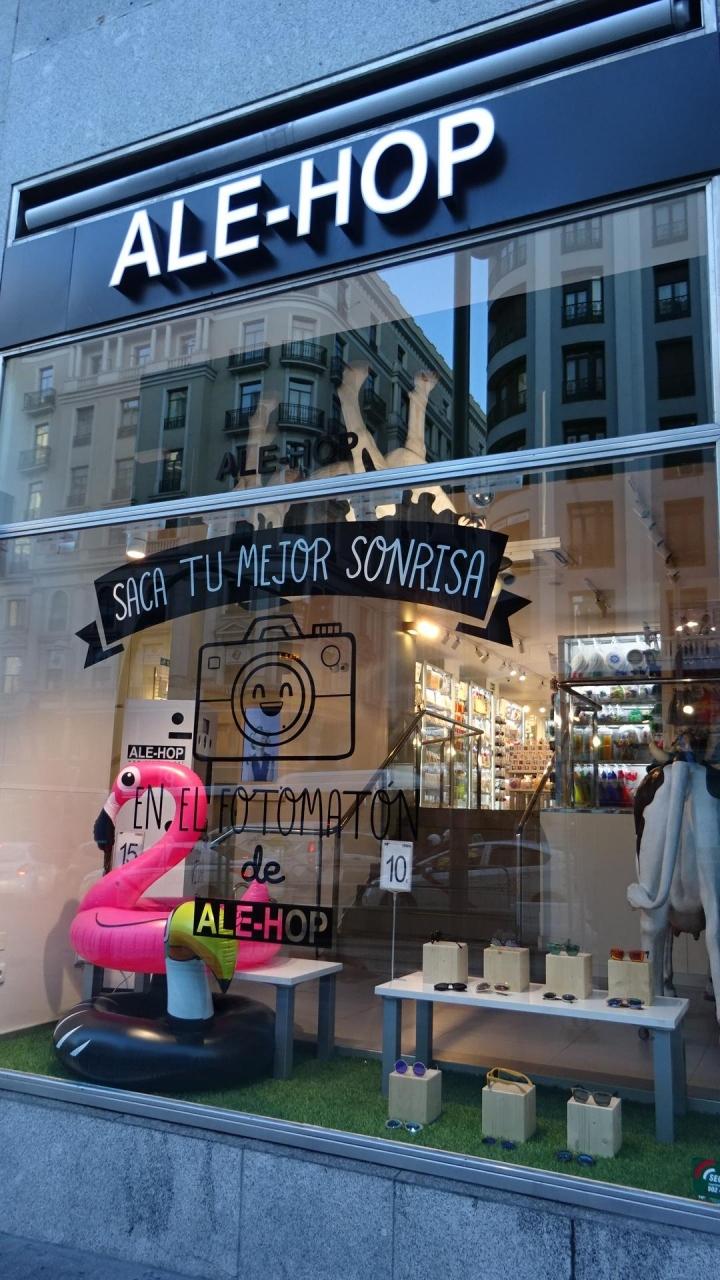 ALE-HOP
ALE-HOP
SACA TU MEJOR SONRISA
ALE-HOP
EN EL FOTOMATÓN
15
10
de
ALE-HOP